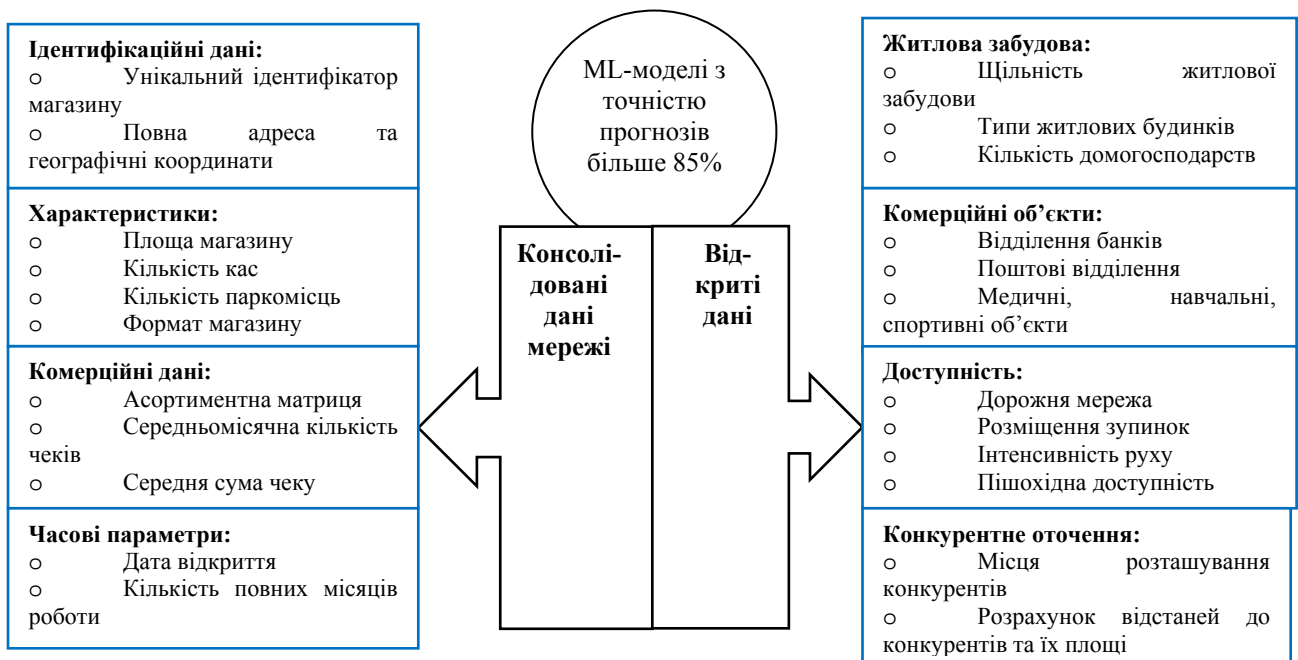 Ідентифікаційні дані:
o Унікальний ідентифікатор
магазину
o Повна адреса та
географічні координати
Характеристики:
o Площа магазину
o Кількість кас
o Кількість паркомісць
o Формат магазину
Комерційні дані:
o Асортиментна матриця
o Середньомісячна кількість
чеків
o Середня сума чеку
Часові параметри:
o Дата відкриття
o Кількість повних місяців
роботи
ML-моделі з
точністю
прогнозів
більше 85%
Консолі-
довані
дані
мережі
Від-
криті
дані
Житлова забудова:
o Щільність житлової
забудови
o Типи житлових будинків
o Кількість домогосподарств
Комерційні об’єкти:
o Відділення банків
o Поштові відділення
o Медичні, навчальні,
спортивні об’єкти
Доступність:
o Дорожня мережа
o Розміщення зупинок
o Інтенсивність руху
o Пішохідна доступність
Конкурентне оточення:
o Місця розташування
конкурентів
o Розрахунок відстаней до
конкурентів та їх площі